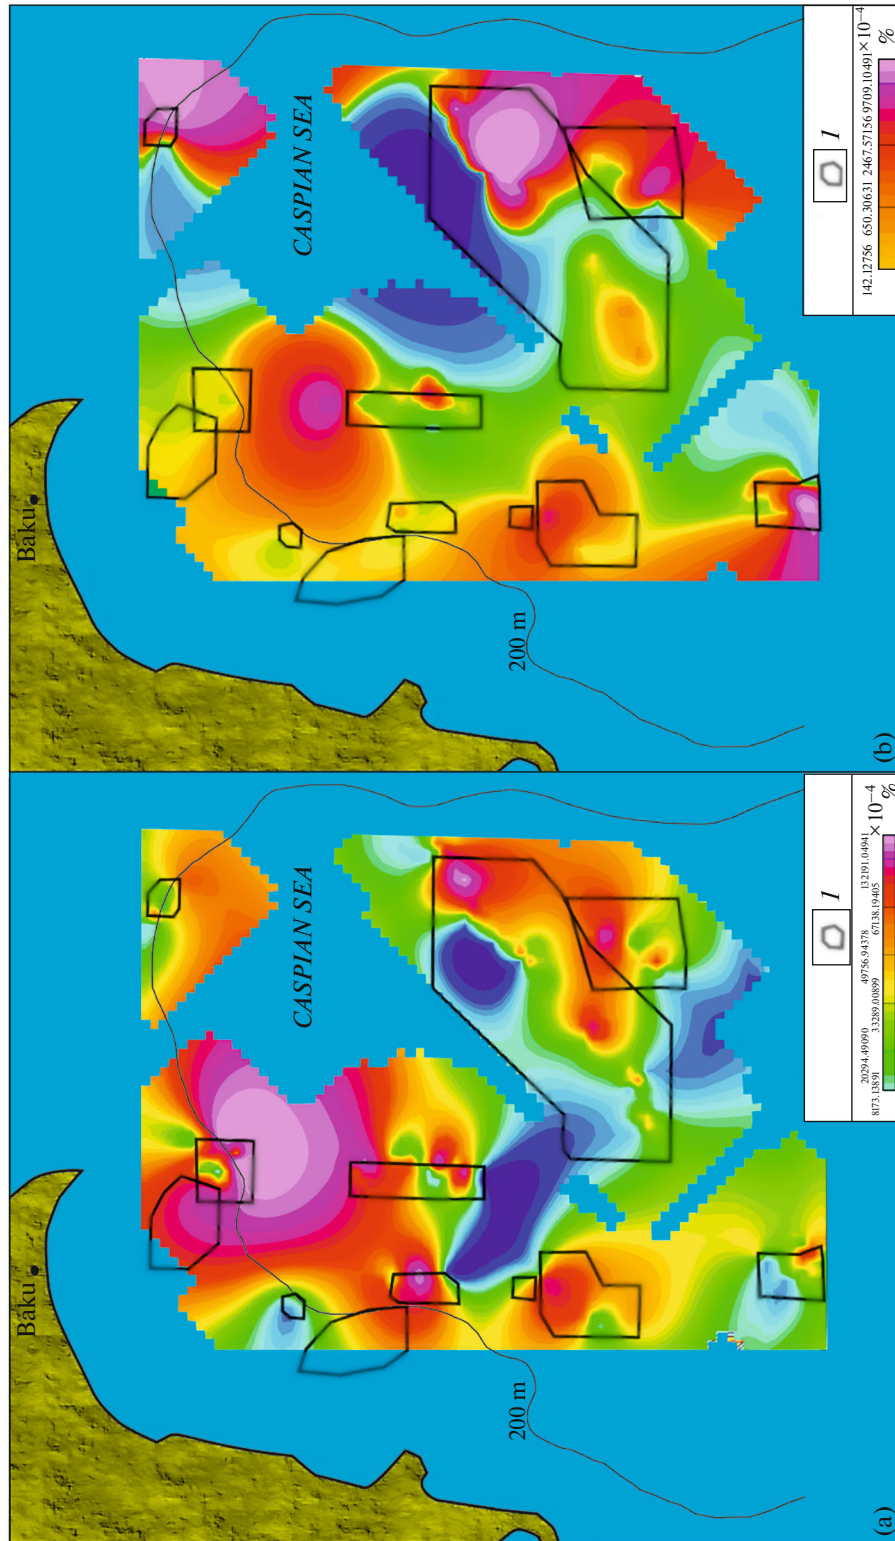 Baku
CASPIAN SEA
200 m
1
20294.49090 49756.94378 132191.04941 ×10−4
8173.13891 33289.00899 67138.19405 %
(a)
Baku
CASPIAN SEA
200 m
1
142.12756 650.30631 2467.57156 9709.10491×10−4
%
(b)